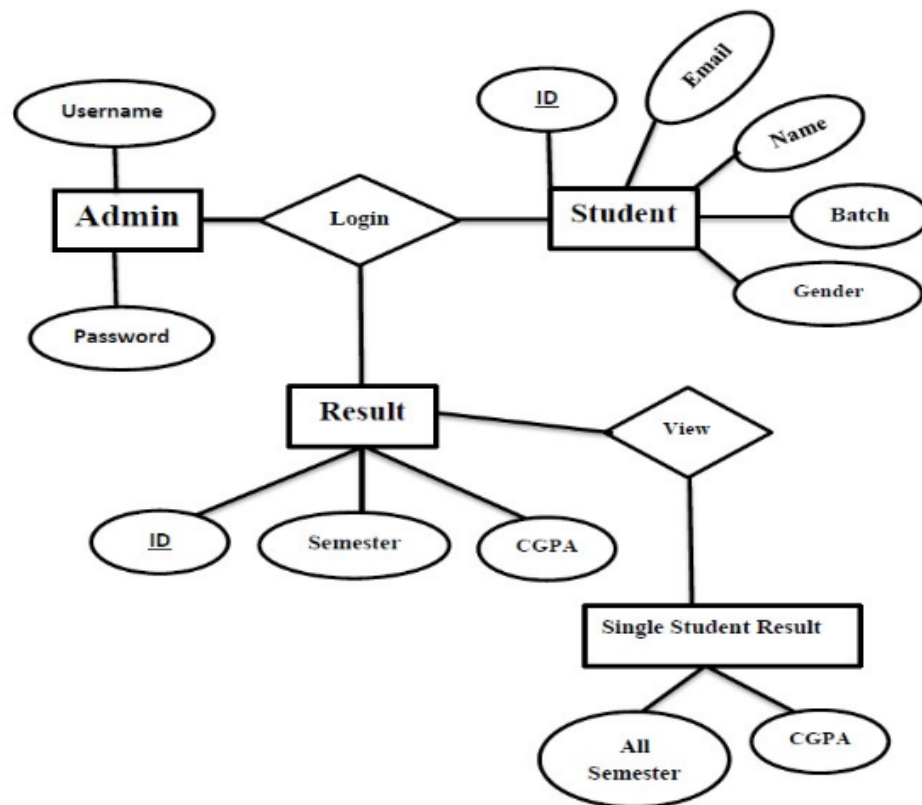 Email
ID
Username
Name
Admin
Login
Student
Batch
Gender
Password
Result
View
ID
Semester
CGPA
Single Student Result
All
Semester
CGPA